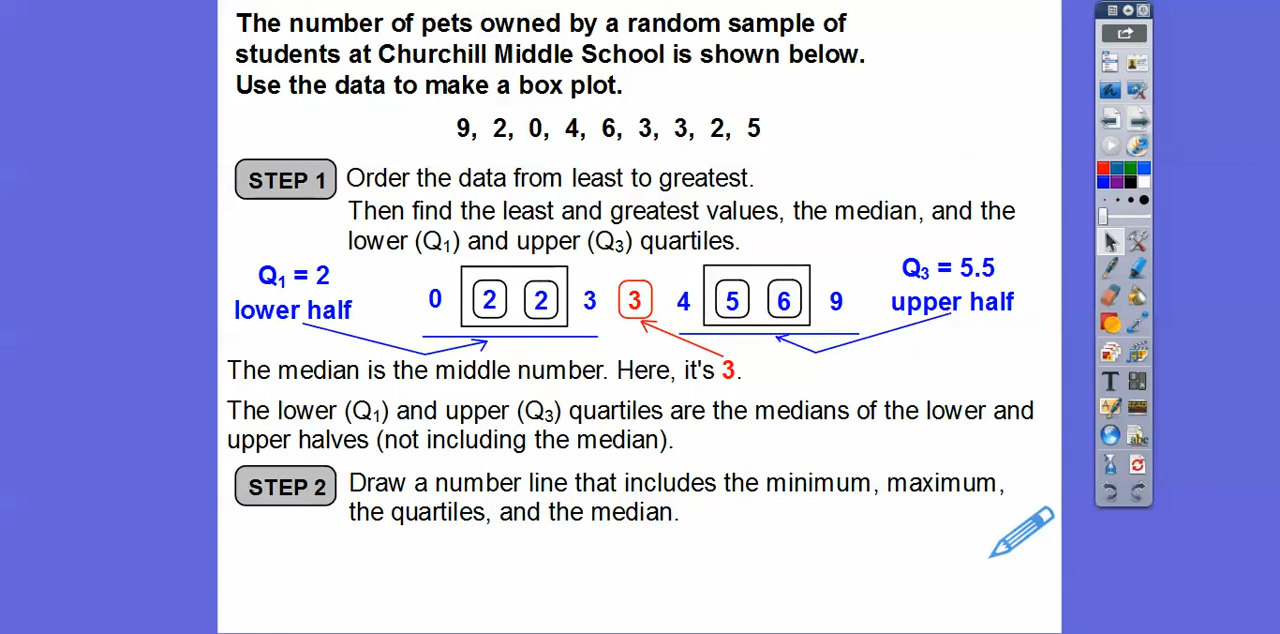 The number of pets owned by a random sample of
students at Churchill Middle School is shown below.
Use the data to make a box plot.
9, 2, 0, 4, 6, 3, 3, 2, 5
STEP 1 Order the data from least to greatest.
Then find the least and greatest values, the median, and the
lower (Q₁) and upper (Q₃) quartiles.
Q₁ = 2
lower half
0 2 2 3 3 4 5 6 9
Q₃ = 5.5
upper half
The median is the middle number. Here, it's 3.
The lower (Q₁) and upper (Q₃) quartiles are the medians of the lower and
upper halves (not including the median).
STEP 2 Draw a number line that includes the minimum, maximum,
the quartiles, and the median.